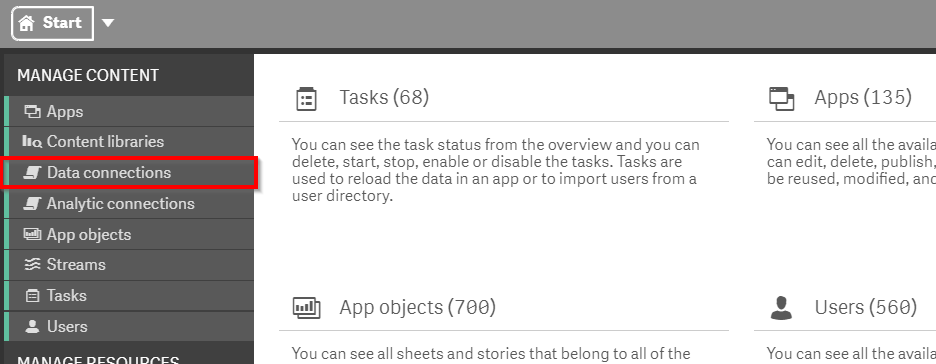 Start
MANAGE CONTENT
Apps
Content libraries
Data connections
Analytic connections
App objects
Streams
Tasks
Users
MANAGE RESOURCES
Tasks (68)
You can see the task status from the overview and you can
delete, start, stop, enable or disable the tasks. Tasks are
used to reload the data in an app or to import users from a
user directory.
Apps (135)
You can see all the availa
can edit, delete, publish,
be reused, modified, and
App objects (700)
You can see all sheets and stories that belong to all of the
Users (560)
You can see all the availa